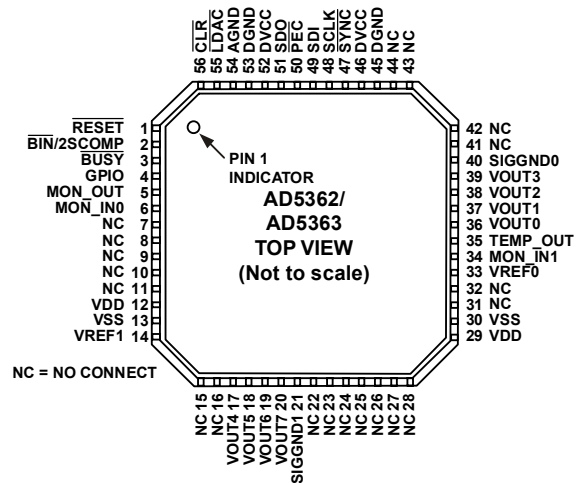 56 CLR
55 LDAC
54 AGND
53 DGND
52 DVCC
51 SDO
50 PEC
49 SDI
48 SCLK
47 SYNC
46 DVCC
45 DGND
44 NC
43 NC
RESET 1
BIN/2SCOMP 2
BUSY 3
GPIO 4
MON_OUT 5
MON_IN0 6
NC 7
NC 8
NC 9
NC 10
NC 11
VDD 12
VSS 13
VREF1 14
PIN 1
INDICATOR
AD5362/
AD5363
TOP VIEW
(Not to scale)
42 NC
41 NC
40 SIGGND0
39 VOUT3
38 VOUT2
37 VOUT1
36 VOUT0
35 TEMP_OUT
34 MON_IN1
33 VREF0
32 NC
31 NC
30 VSS
29 VDD
NC = NO CONNECT
NC 15
NC 16
VOUT4 17
VOUT5 18
VOUT6 19
VOUT7 20
SIGGND1 21
NC 22
NC 23
NC 24
NC 25
NC 26
NC 27
NC 28